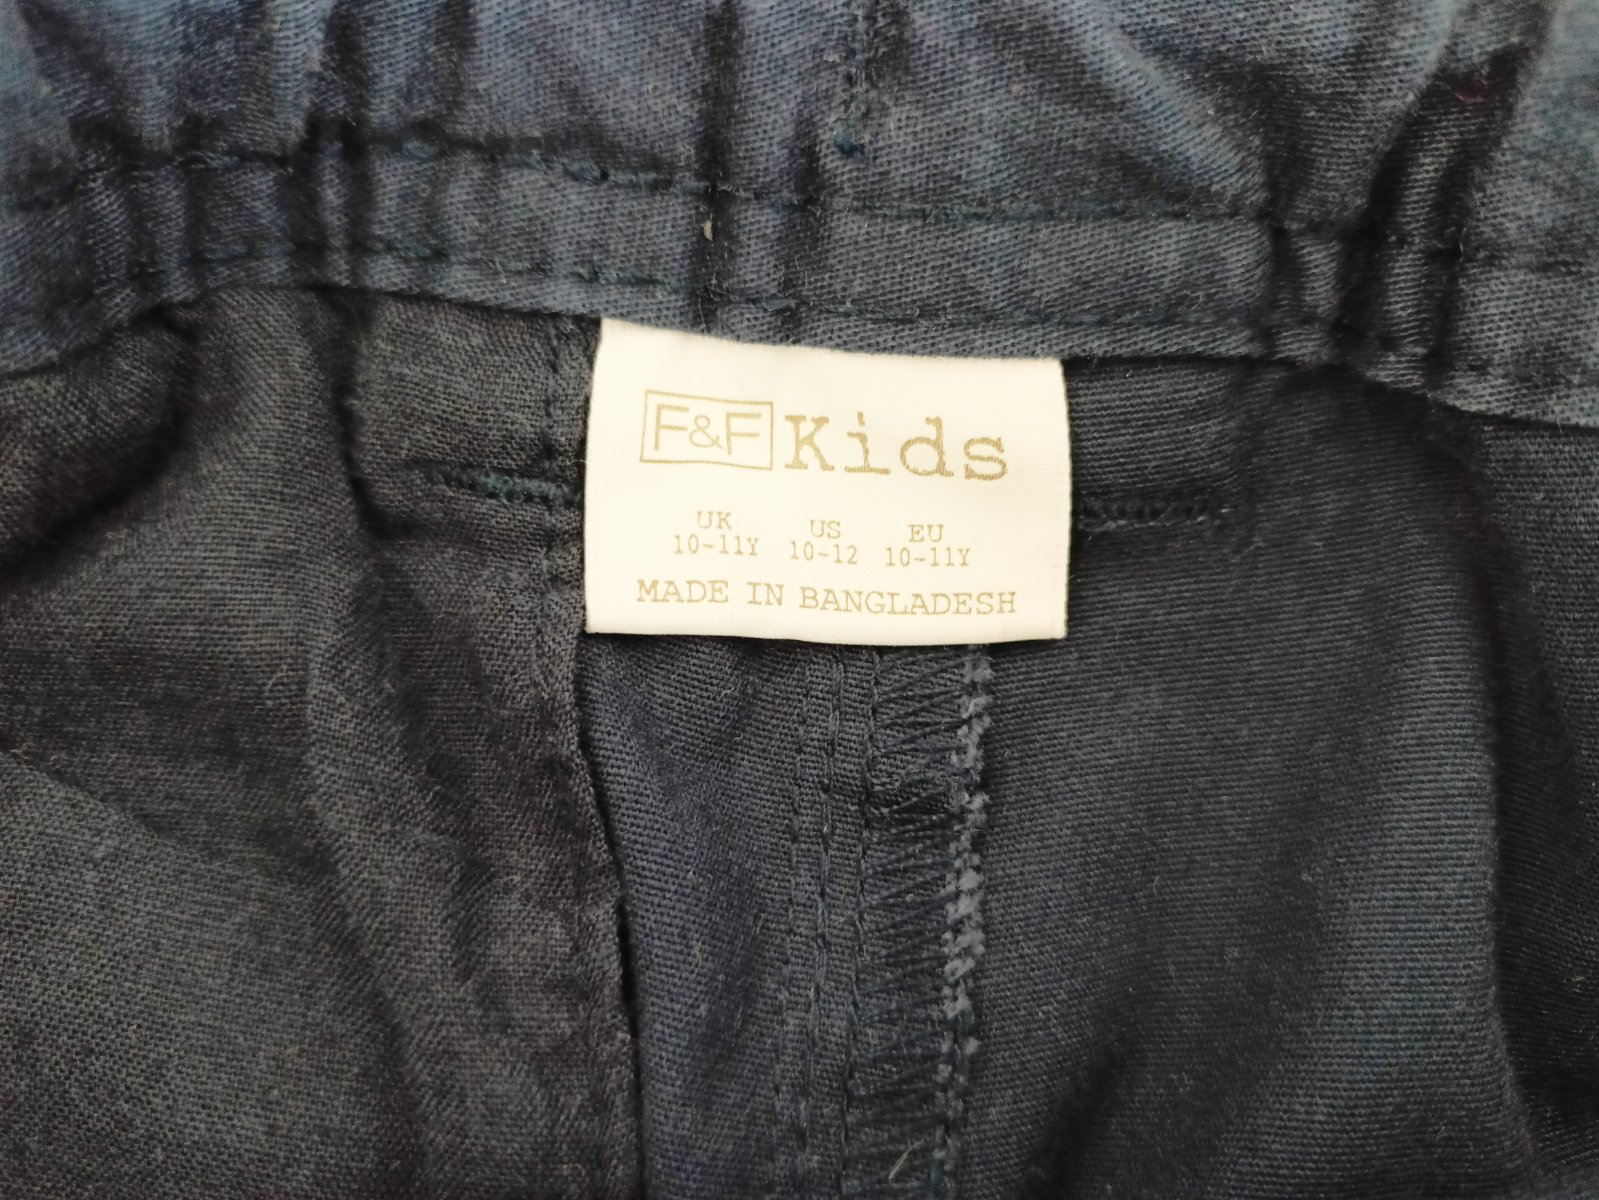 F&F Kids
UK US EU
10-11Y 10-12 10-11Y
MADE IN BANGLADESH